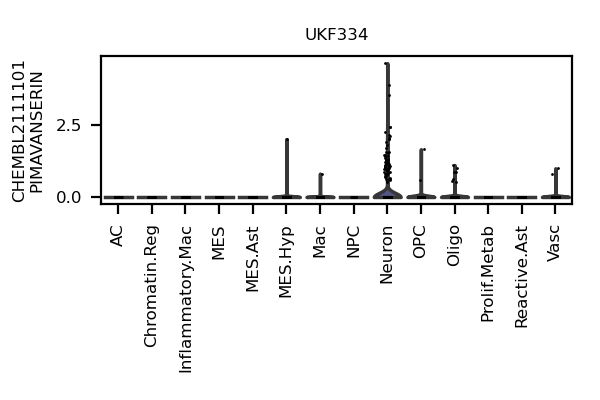 UKF334
CHEMBL2111101
PIMAVANSERIN
2.5
0.0
AC
Chromatin.Reg
Inflammatory.Mac
MES
MES.Ast
MES.Hyp
Mac
NPC
Neuron
OPC
Oligo
Prolif.Metab
Reactive.Ast
Vasc